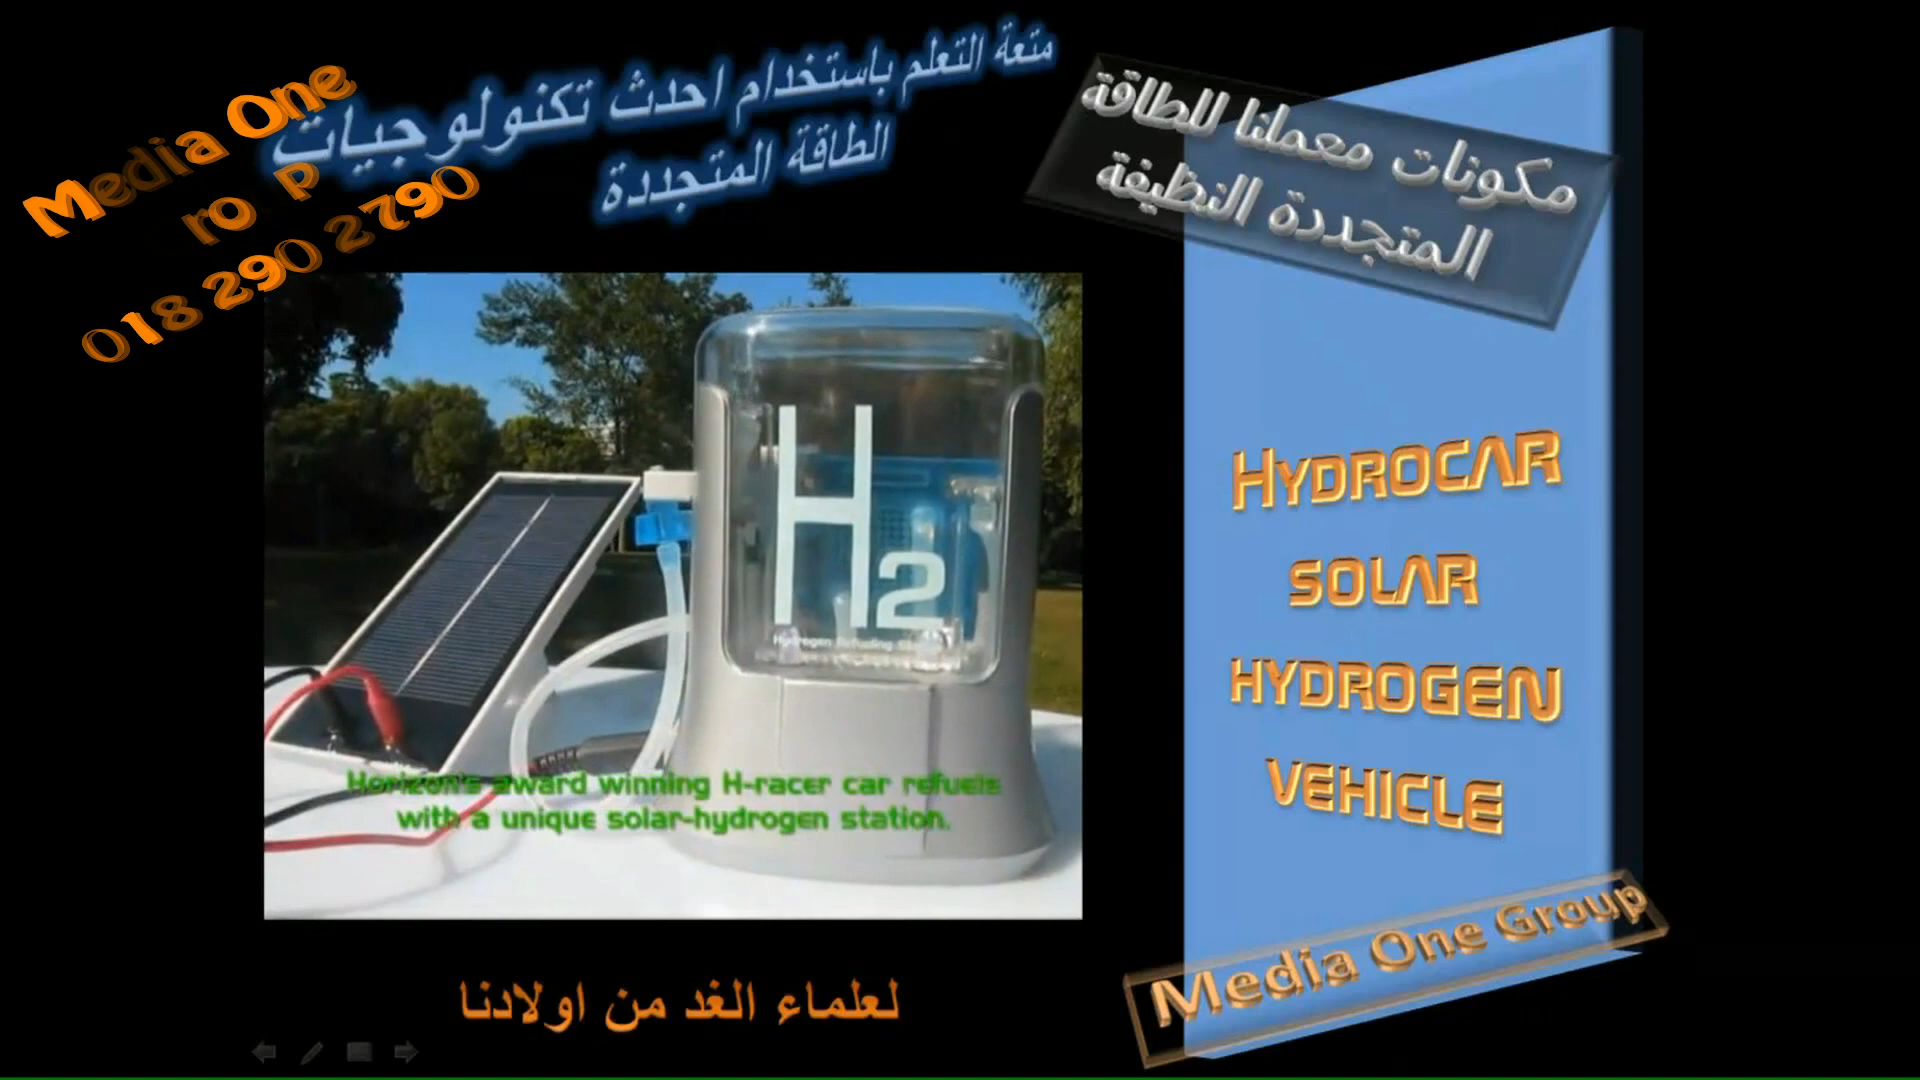 متعة التعلم باستخدام احدث تكنولوجيات
الطاقة المتجددة
Media One
ro P
018 290 2790
مكونات معملنا للطاقة
المتجددة النظيفة
H2
Hydrogen Refueling
Horizon's award winning H-racer car refuels
with a unique solar-hydrogen station.
HYDROCAR
SOLAR
HYDROGEN
VEHICLE
Media One Group
لعلماء الغد من اولادنا